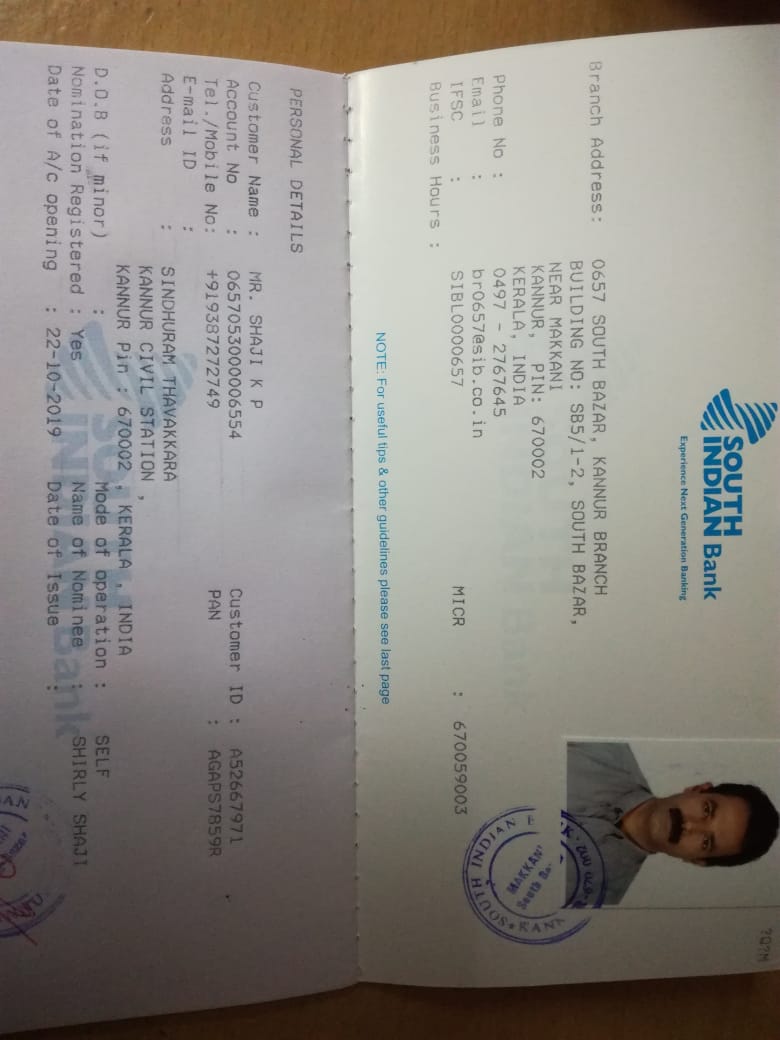 SOUTH
INDIAN Bank
Experience Next Generation Banking
Branch Address: 0657 SOUTH BAZAR, KANNUR BRANCH
BUILDING NO: SB5/1-2, SOUTH BAZAR,
NEAR MAKKANI
KANNUR, PIN: 670002
KERALA, INDIA
Phone No : 0497 - 2767645
Email : br0657@sib.co.in
IFSC : SIBL0000657 MICR : 670059003
Business Hours :
?Q?M
SOUTH INDIAN
MAKKANI
South Ba
KANN
NOTE: For useful tips & other guidelines please see last page
PERSONAL DETAILS
Customer Name : MR. SHAJI K P
Account No : 0657053000006554 Customer ID : A52667971
Tel./Mobile No: +919387272749 PAN : AGAPS7859R
E-mail ID :
Address : SINDHURAM THAVAKKARA
KANNUR CIVIL STATION ,
KANNUR Pin : 670002 , KERALA , INDIA
D.O.B (if minor) : Mode of operation : SELF
Nomination Registered : Yes Name of Nominee : SHIRLY SHAJI
Date of A/c opening : 22-10-2019 Date of Issue :